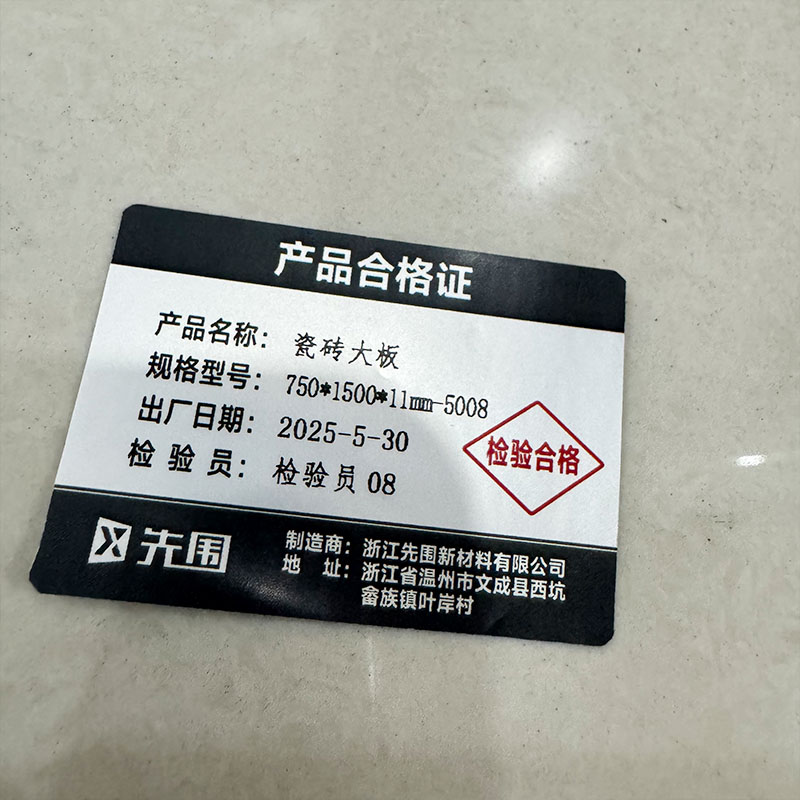 产品合格证
产品名称：瓷砖大板
规格型号：750*1500*11mm-5008
出厂日期：2025-5-30
检验员：检验员08
检验合格
先围
制造商：浙江先围新材料有限公司
地 址：浙江省温州市文成县西坑
畲族镇叶岸村